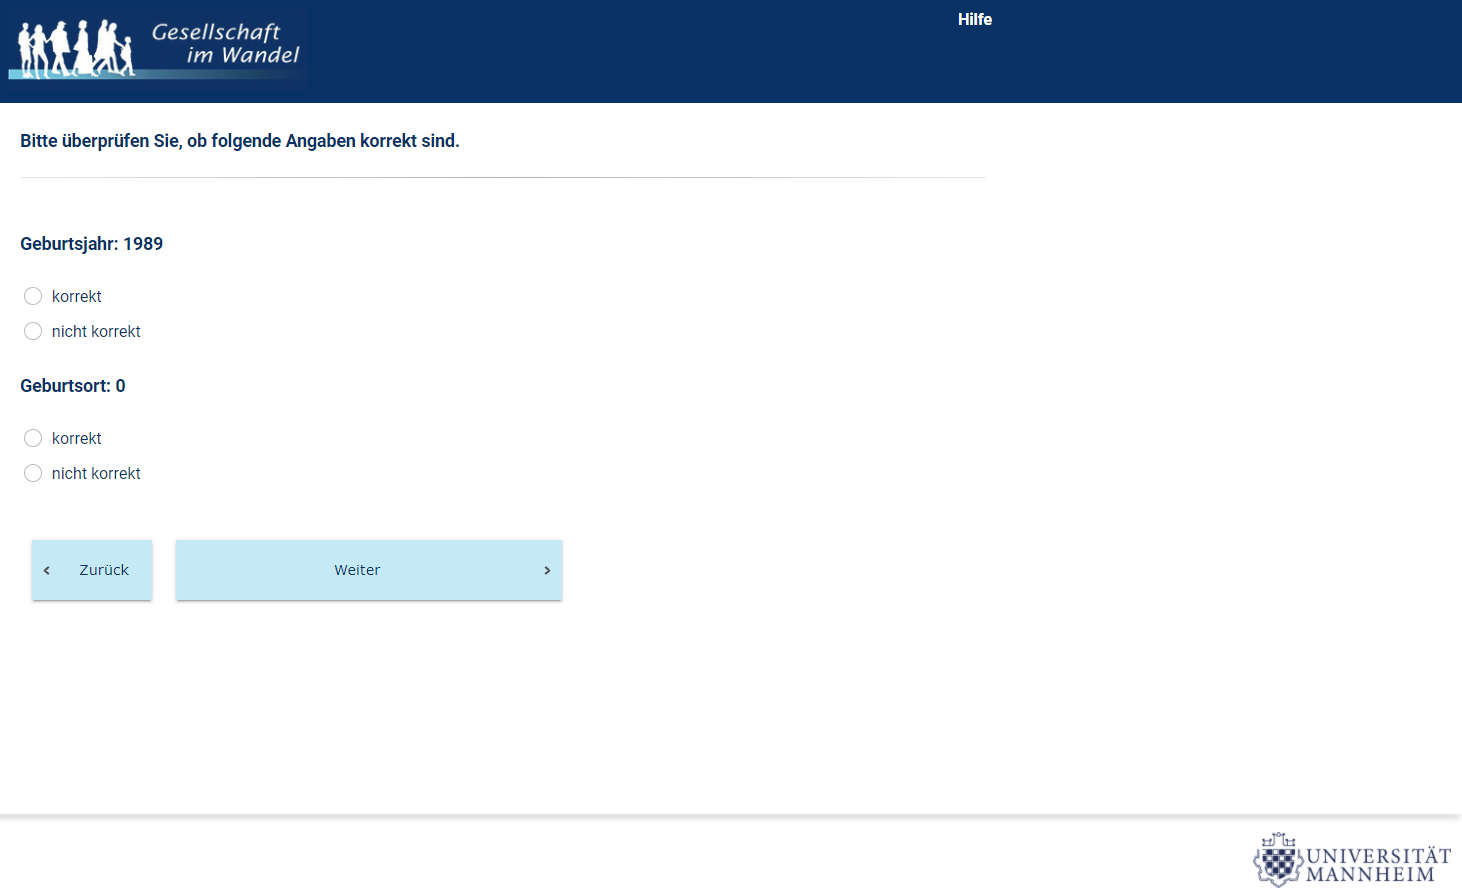 Gesellschaft
im Wandel
Hilfe
Bitte überprüfen Sie, ob folgende Angaben korrekt sind.
Geburtsjahr: 1989
korrekt
nicht korrekt
Geburtsort: 0
korrekt
nicht korrekt
Zurück
Weiter
UNIVERSITÄT
MANNHEIM